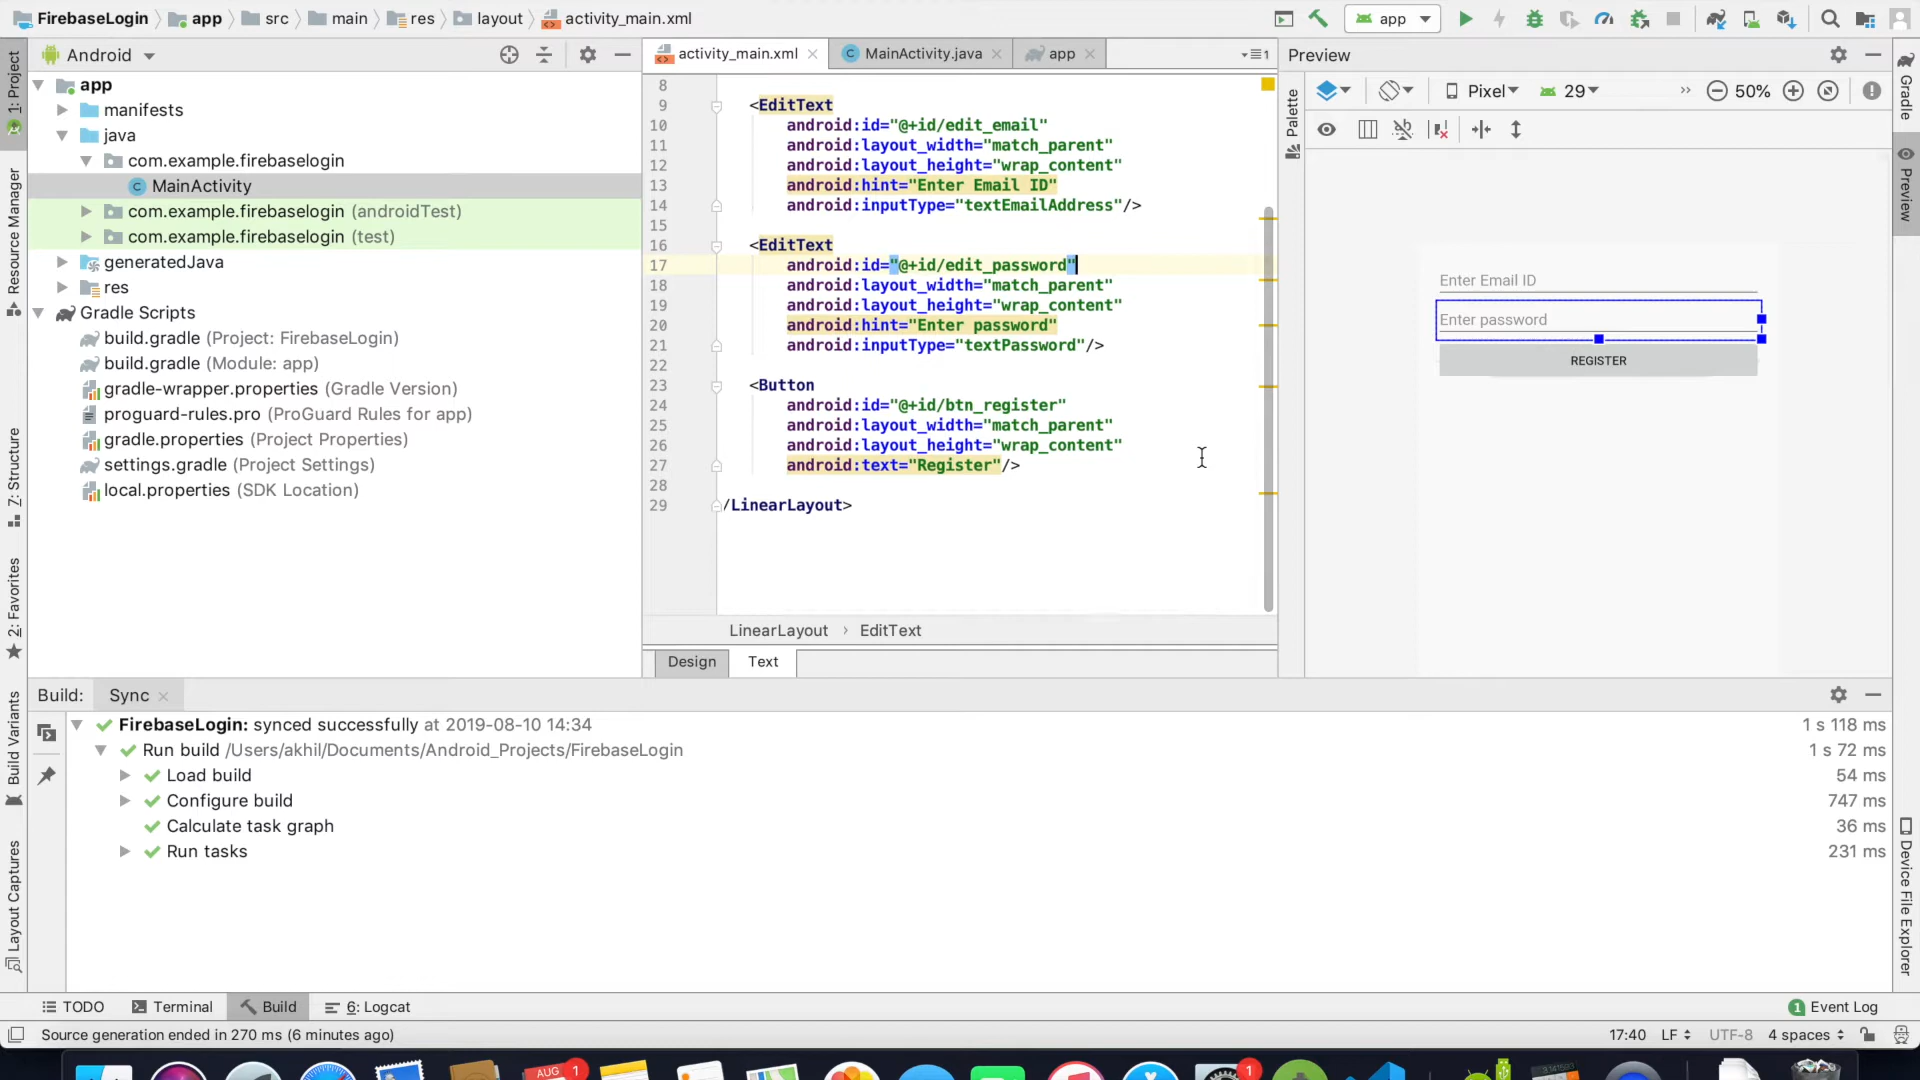 FirebaseLogin app src main res layout activity_main.xml
app
1: Project
Android
app
manifests
java
com.example.firebaselogin
MainActivity
com.example.firebaselogin (androidTest)
com.example.firebaselogin (test)
generatedJava
res
Gradle Scripts
build.gradle (Project: FirebaseLogin)
build.gradle (Module: app)
gradle-wrapper.properties (Gradle Version)
proguard-rules.pro (ProGuard Rules for app)
gradle.properties (Project Properties)
settings.gradle (Project Settings)
local.properties (SDK Location)
Resource Manager
7: Structure
2: Favorites
Build Variants
Layout Captures
activity_main.xml
MainActivity.java
app
1
8
9 <EditText
10 android:id="@+id/edit_email"
11 android:layout_width="match_parent"
12 android:layout_height="wrap_content"
13 android:hint="Enter Email ID"
14 android:inputType="textEmailAddress"/>
15
16 <EditText
17 android:id="@+id/edit_password"
18 android:layout_width="match_parent"
19 android:layout_height="wrap_content"
20 android:hint="Enter password"
21 android:inputType="textPassword"/>
22
23 <Button
24 android:id="@+id/btn_register"
25 android:layout_width="match_parent"
26 android:layout_height="wrap_content"
27 android:text="Register"/>
28
29 /LinearLayout>
LinearLayout › EditText
Design Text
Preview
Palette
Pixel 29 50%
Enter Email ID
Enter password
REGISTER
Gradle
Preview
Device File Explorer
Build: Sync
FirebaseLogin: synced successfully at 2019-08-10 14:34 1 s 118 ms
Run build /Users/akhil/Documents/Android_Projects/FirebaseLogin 1 s 72 ms
Load build 54 ms
Configure build 747 ms
Calculate task graph 36 ms
Run tasks 231 ms
TODO Terminal Build 6: Logcat 1 Event Log
Source generation ended in 270 ms (6 minutes ago) 17:40 LF UTF-8 4 spaces
AUG 1 1